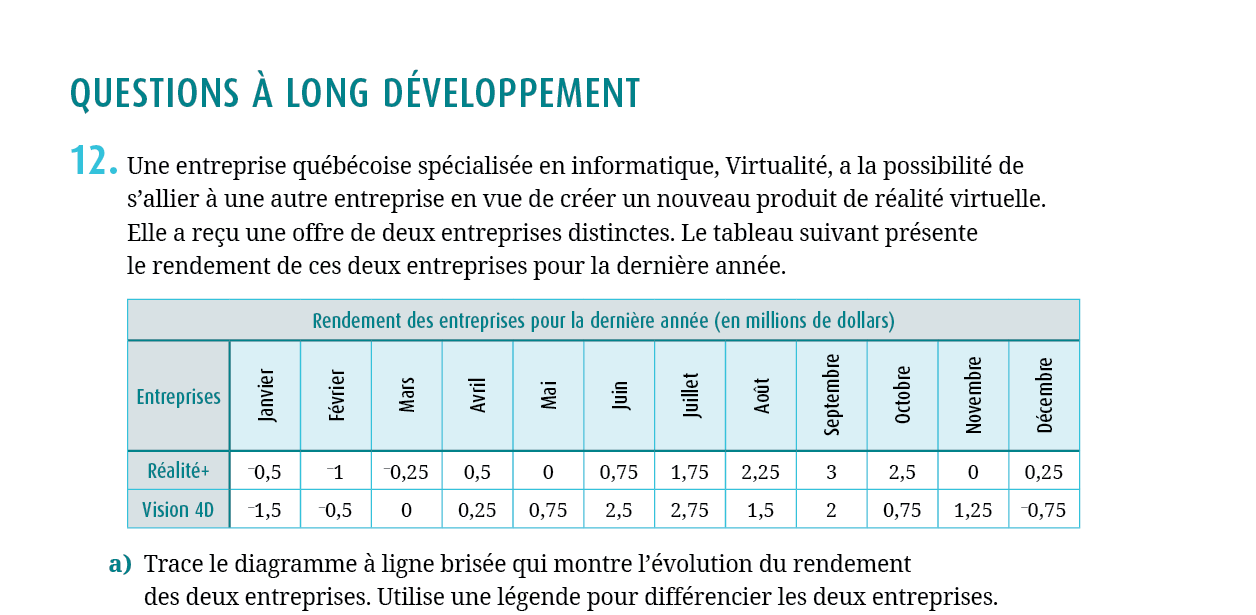 QUESTIONS À LONG DÉVELOPPEMENT
12. Une entreprise québécoise spécialisée en informatique, Virtualité, a la possibilité de
s’allier à une autre entreprise en vue de créer un nouveau produit de réalité virtuelle.
Elle a reçu une offre de deux entreprises distinctes. Le tableau suivant présente
le rendement de ces deux entreprises pour la dernière année.
Rendement des entreprises pour la dernière année (en millions de dollars)
Entreprises Janvier Février Mars Avril Mai Juin Juillet Août Septembre Octobre Novembre Décembre
Réalité+ ⁻0,5 ⁻1 ⁻0,25 0,5 0 0,75 1,75 2,25 3 2,5 0 0,25
Vision 4D ⁻1,5 ⁻0,5 0 0,25 0,75 2,5 2,75 1,5 2 0,75 1,25 ⁻0,75
a) Trace le diagramme à ligne brisée qui montre l’évolution du rendement
des deux entreprises. Utilise une légende pour différencier les deux entreprises.